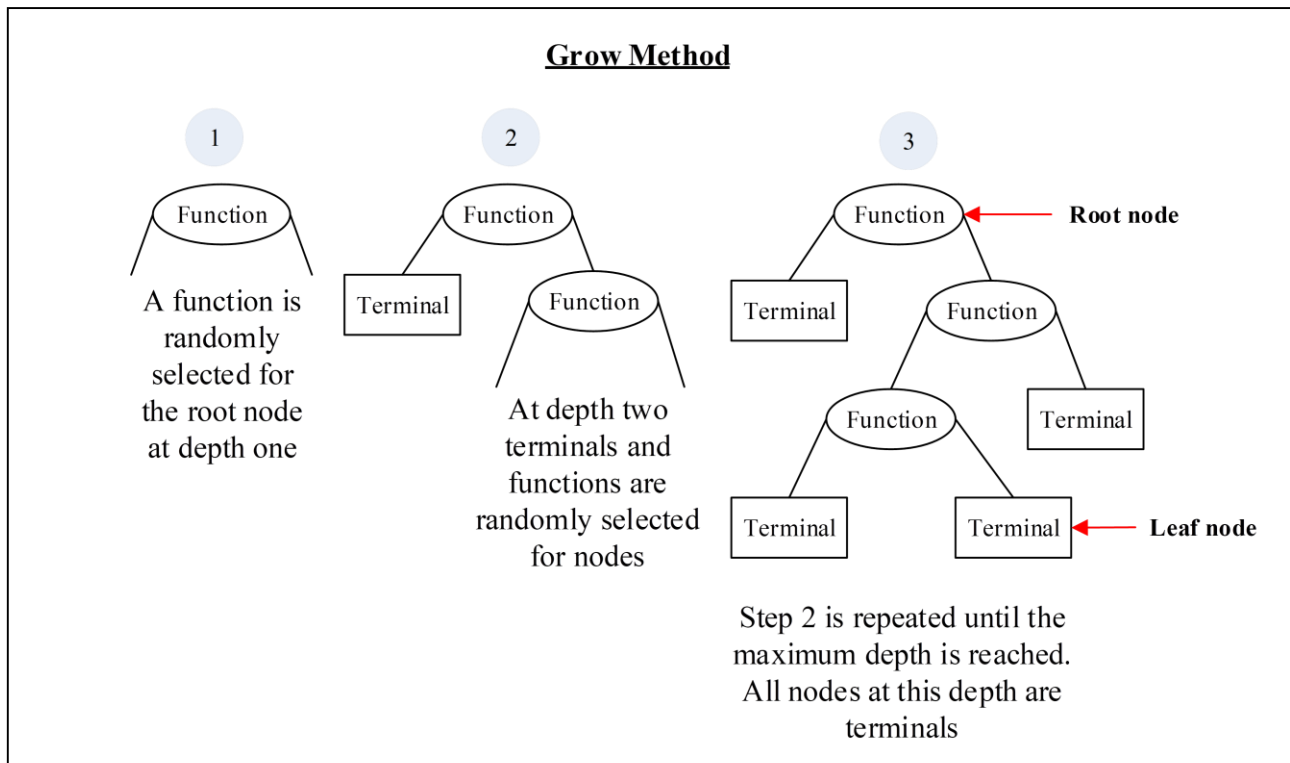 Grow Method
1
Function
A function is
randomly
selected for
the root node
at depth one
2
Function
Terminal
Function
At depth two
terminals and
functions are
randomly selected
for nodes
3
Function
Root node
Terminal
Function
Function
Terminal
Terminal
Terminal
Leaf node
Step 2 is repeated until the
maximum depth is reached.
All nodes at this depth are
terminals